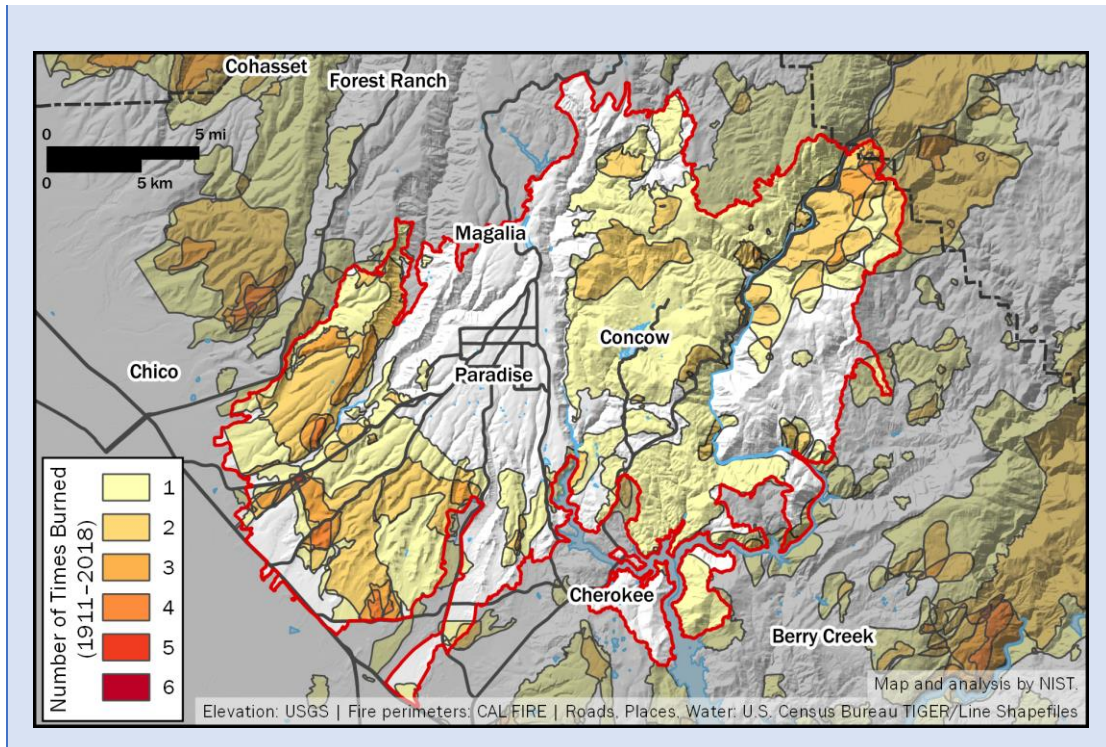 Cohasset
Forest Ranch
0 5 mi
0 5 km
Magalia
Concow
Chico
Paradise
Number of Times Burned
(1911–2018)
1
2
3
4
5
6
Cherokee
Berry Creek
Map and analysis by NIST.
Elevation: USGS | Fire perimeters: CAL FIRE | Roads, Places, Water: U.S. Census Bureau TIGER/Line Shapefiles